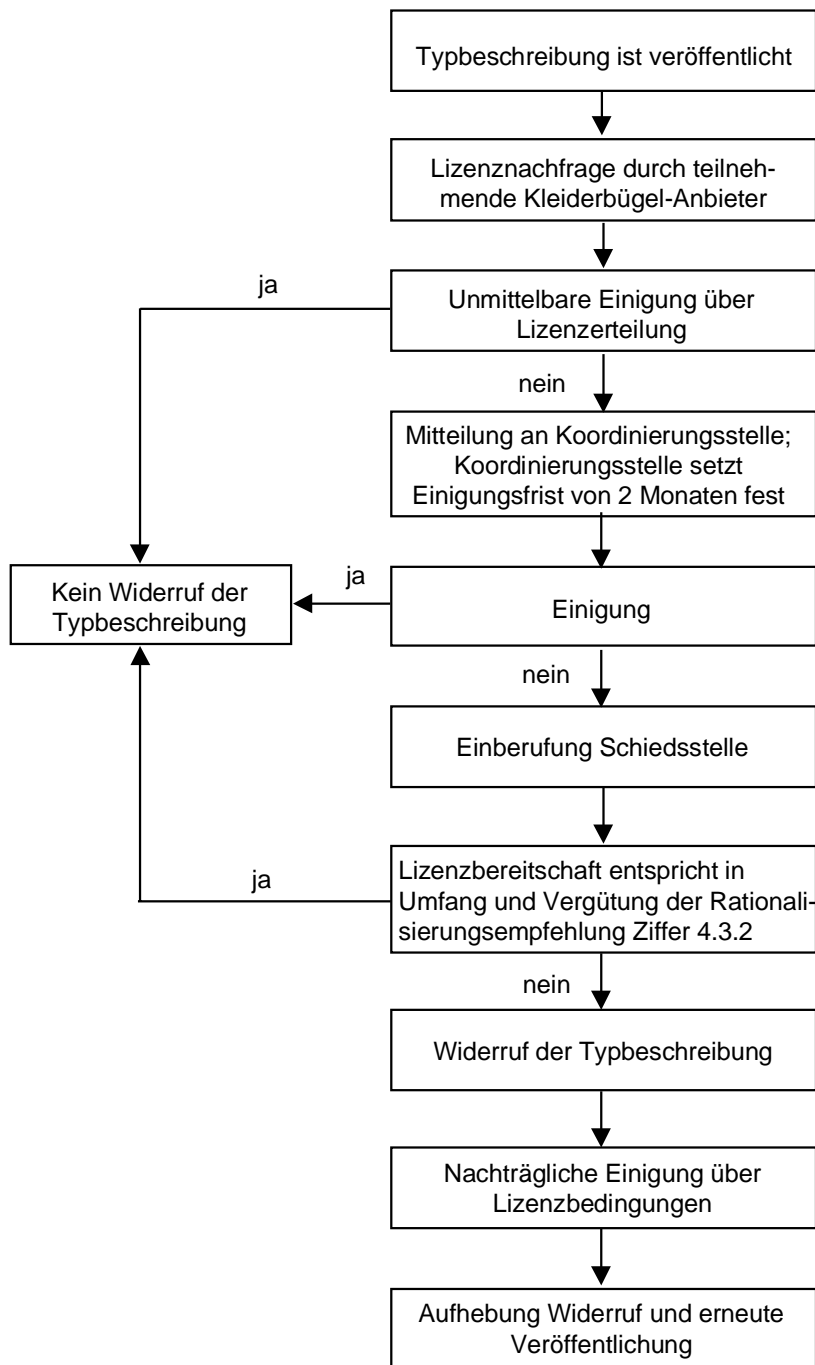 Typbeschreibung ist veröffentlicht
Lizenznachfrage durch teilneh-
mende Kleiderbügel-Anbieter
ja
Unmittelbare Einigung über
Lizenzerteilung
nein
Mitteilung an Koordinierungsstelle;
Koordinierungsstelle setzt
Einigungsfrist von 2 Monaten fest
Kein Widerruf der
Typbeschreibung
ja
Einigung
nein
Einberufung Schiedsstelle
ja
Lizenzbereitschaft entspricht in
Umfang und Vergütung der Rationali-
sierungsempfehlung Ziffer 4.3.2
nein
Widerruf der Typbeschreibung
Nachträgliche Einigung über
Lizenzbedingungen
Aufhebung Widerruf und erneute
Veröffentlichung